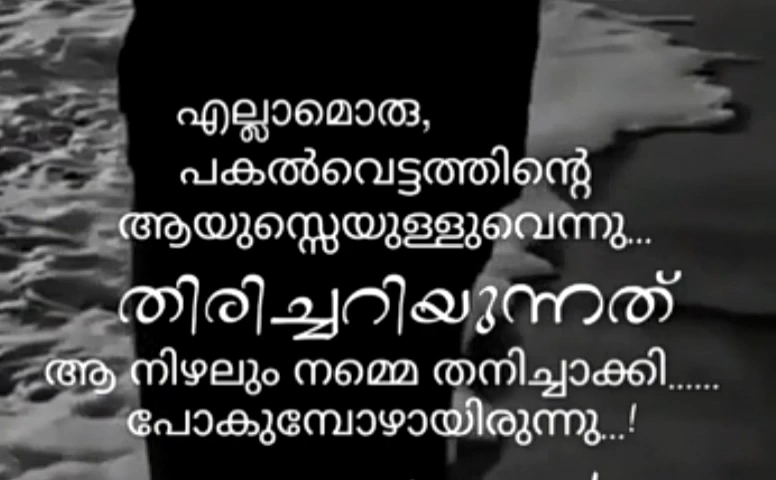 എല്ലാമൊരു,
പകൽവെട്ടത്തിന്റെ
ആയുസ്സെയുള്ളുവെന്നു...
തിരിച്ചറിയുന്നത്
ആ നിഴലും നമ്മെ തനിച്ചാക്കി......
പോകുമ്പോഴായിരുന്നു...!